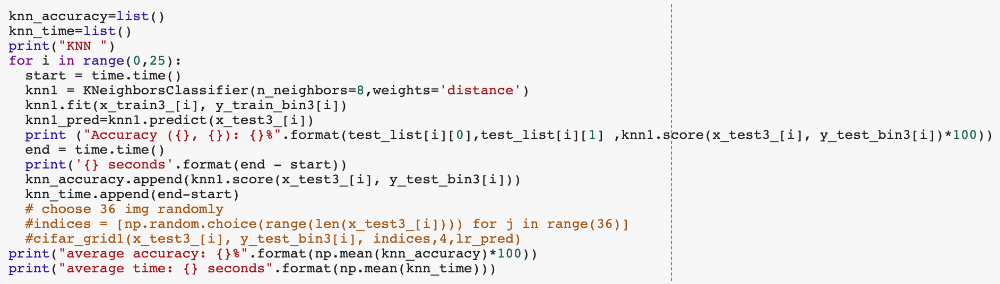 knn_accuracy=list()
knn_time=list()
print("KNN ")
for i in range(0,25):
  start = time.time()
  knn1 = KNeighborsClassifier(n_neighbors=8,weights='distance')
  knn1.fit(x_train3_[i], y_train_bin3[i])
  knn1_pred=knn1.predict(x_test3_[i])
  print ("Accuracy ({}, {}): {}%".format(test_list[i][0],test_list[i][1] ,knn1.score(x_test3_[i], y_test_bin3[i])*100))
  end = time.time()
  print('{} seconds'.format(end - start))
  knn_accuracy.append(knn1.score(x_test3_[i], y_test_bin3[i]))
  knn_time.append(end-start)
  # choose 36 img randomly
  #indices = [np.random.choice(range(len(x_test3_[i]))) for j in range(36)]
  #cifar_grid1(x_test3_[i], y_test_bin3[i], indices,4,lr_pred)
print("average accuracy: {}%".format(np.mean(knn_accuracy)*100))
print("average time: {} seconds".format(np.mean(knn_time)))